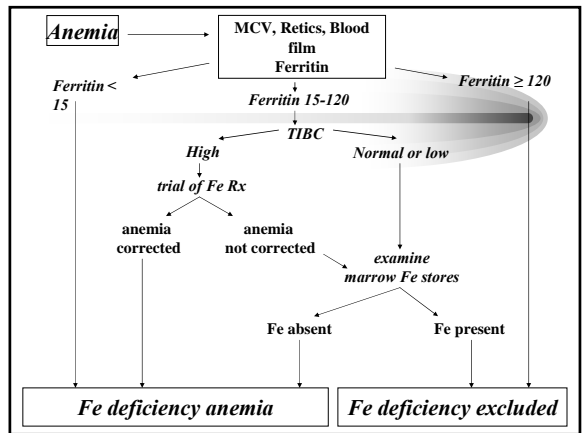 Anemia
MCV, Retics, Blood
film
Ferritin
Ferritin <
15
Ferritin 15-120
Ferritin ≥ 120
TIBC
High
Normal or low
trial of Fe Rx
anemia
corrected
anemia
not corrected
examine
marrow Fe stores
Fe absent
Fe present
Fe deficiency anemia
Fe deficiency excluded